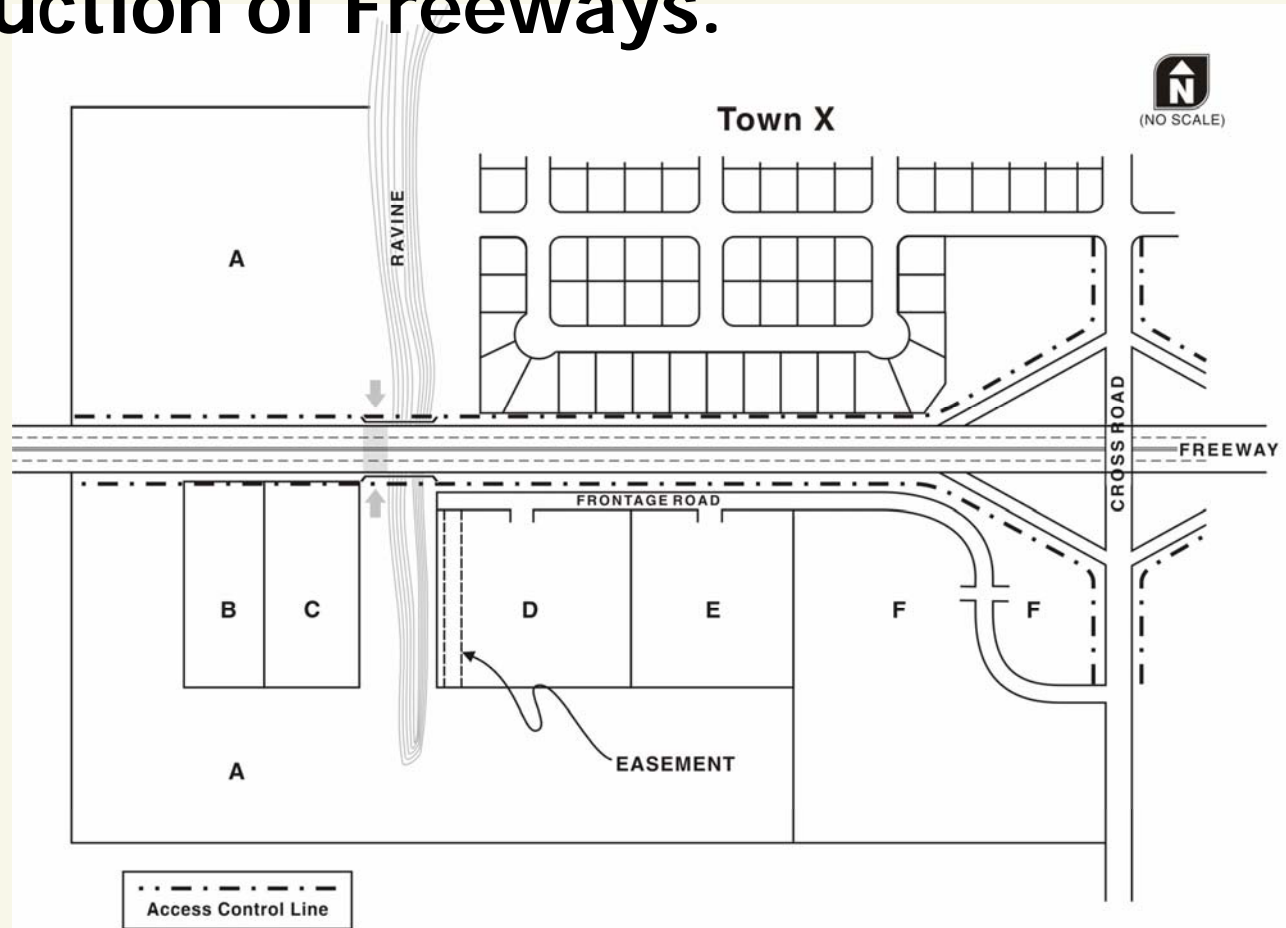 uction of Freeways.
N
(NO SCALE)
Town X
RAVINE
A
CROSS ROAD
FREEWAY
FRONTAGE ROAD
B
C
D
E
F
F
A
EASEMENT
Access Control Line